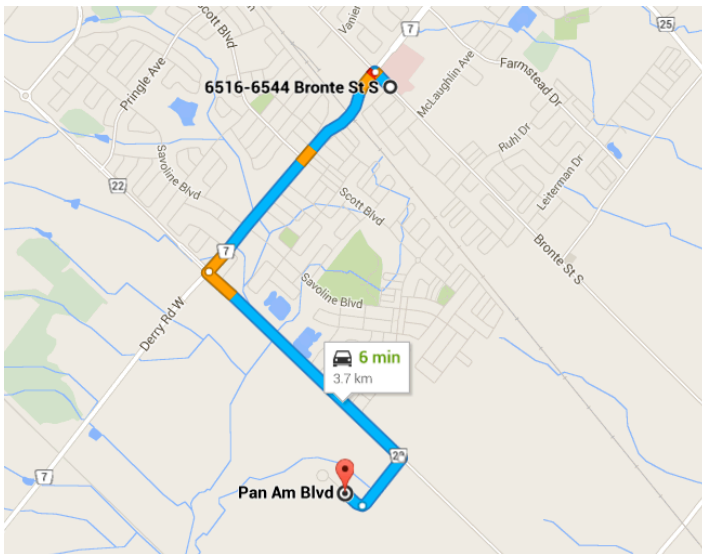 Vaniel
7
25
Scott Blvd
Pringle Ave
6516-6544 Bronte St S
Farmstead Dr
McLaughlin Ave
Ruhl Dr
Leiterman Dr
22
Savoline Blvd
Scott Blvd
7
Bronte St S
Savoline Blvd
Derry Rd W
6 min
3.7 km
7
Pan Am Blvd